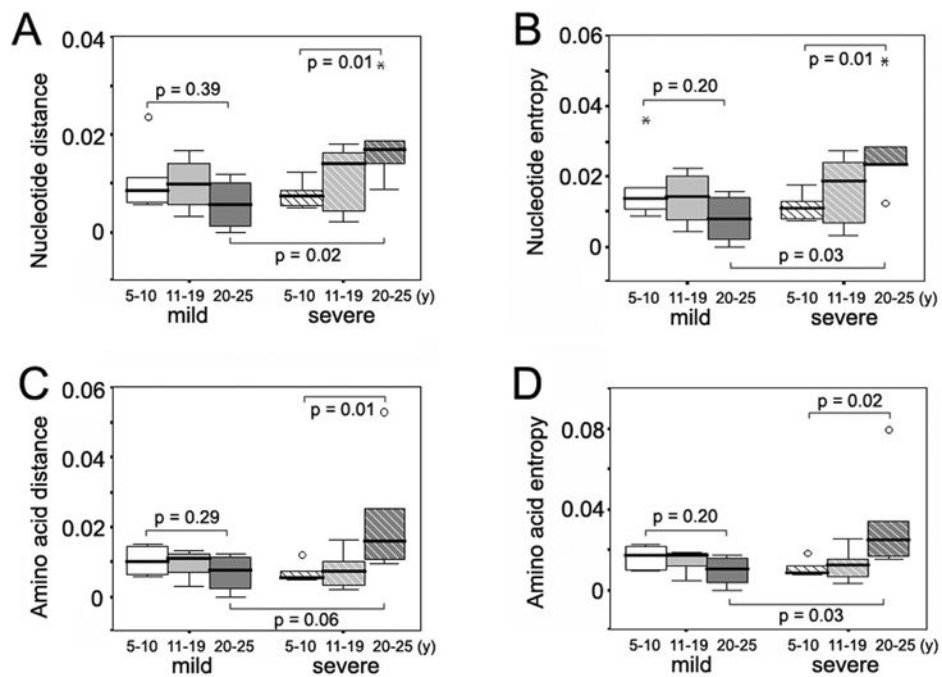 A
Nucleotide distance
0.04
0.02
0
p = 0.39
p = 0.01
p = 0.02
5-10 11-19 20-25 5-10 11-19 20-25 (y)
mild severe
B
Nucleotide entropy
0.06
0.04
0.02
0
p = 0.20
p = 0.01
p = 0.03
5-10 11-19 20-25 5-10 11-19 20-25 (y)
mild severe
C
Amino acid distance
0.06
0.04
0.02
0
p = 0.29
p = 0.01
p = 0.06
5-10 11-19 20-25 5-10 11-19 20-25 (y)
mild severe
D
Amino acid entropy
0.08
0.04
0
p = 0.20
p = 0.02
p = 0.03
5-10 11-19 20-25 5-10 11-19 20-25 (y)
mild severe